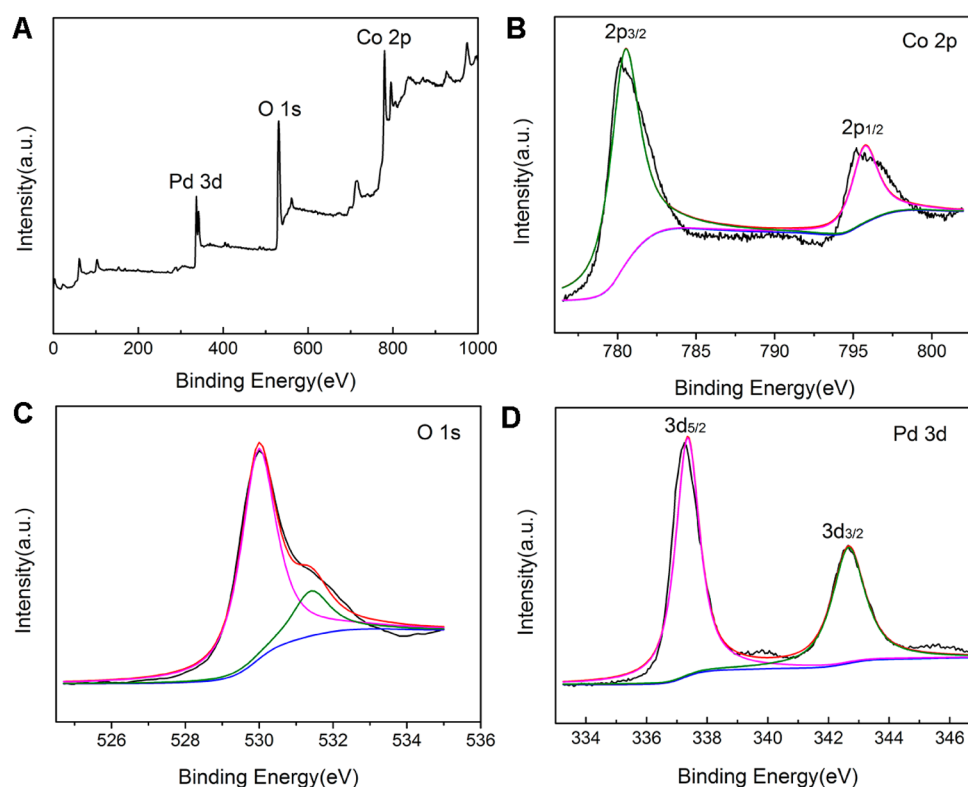 A
Co 2p
O 1s
Pd 3d
Intensity(a.u.)
0 200 400 600 800 1000
Binding Energy(eV)
B
2p3/2
Co 2p
2p1/2
Intensity(a.u.)
780 785 790 795 800
Binding Energy(eV)
C
O 1s
Intensity(a.u.)
526 528 530 532 534 536
Binding Energy(eV)
D
3d5/2
Pd 3d
3d3/2
Intensity(a.u.)
334 336 338 340 342 344 346
Binding Energy(eV)